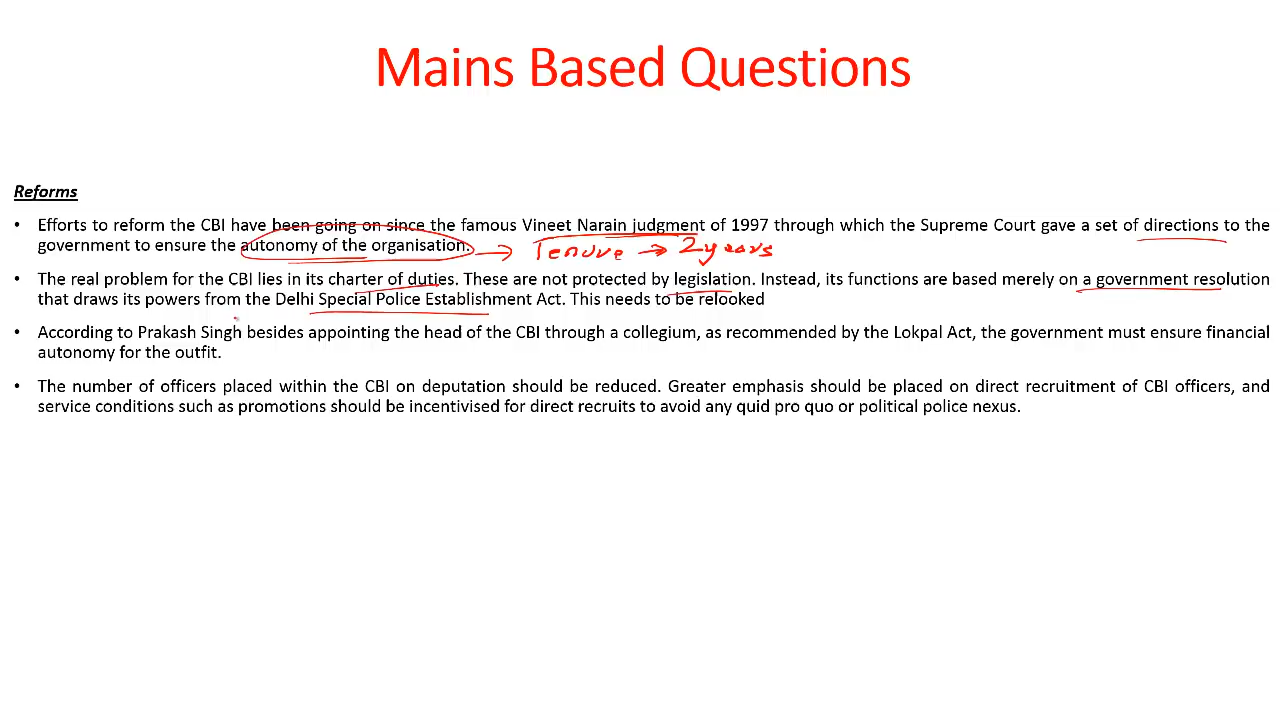 Mains Based Questions
Reforms
• Efforts to reform the CBI have been going on since the famous Vineet Narain judgment of 1997 through which the Supreme Court gave a set of directions to the
government to ensure the autonomy of the organisation. → Tenure → 2 years
• The real problem for the CBI lies in its charter of duties. These are not protected by legislation. Instead, its functions are based merely on a government resolution
that draws its powers from the Delhi Special Police Establishment Act. This needs to be relooked
• According to Prakash Singh besides appointing the head of the CBI through a collegium, as recommended by the Lokpal Act, the government must ensure financial
autonomy for the outfit.
• The number of officers placed within the CBI on deputation should be reduced. Greater emphasis should be placed on direct recruitment of CBI officers, and
service conditions such as promotions should be incentivised for direct recruits to avoid any quid pro quo or political police nexus.